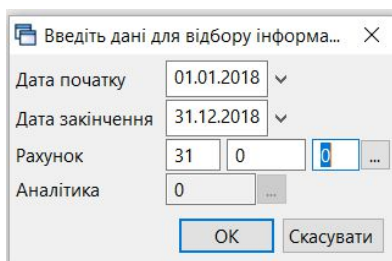 Введіть дані для відбору інформа...
Дата початку 01.01.2018
Дата закінчення 31.12.2018
Рахунок 31 0 0 ...
Аналітика 0 ...
ОК Скасувати